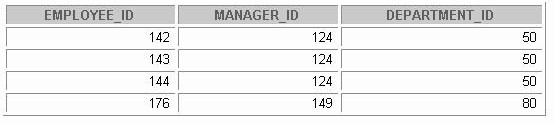 EMPLOYEE_ID MANAGER_ID DEPARTMENT_ID
142 124 50
143 124 50
144 124 50
176 149 80